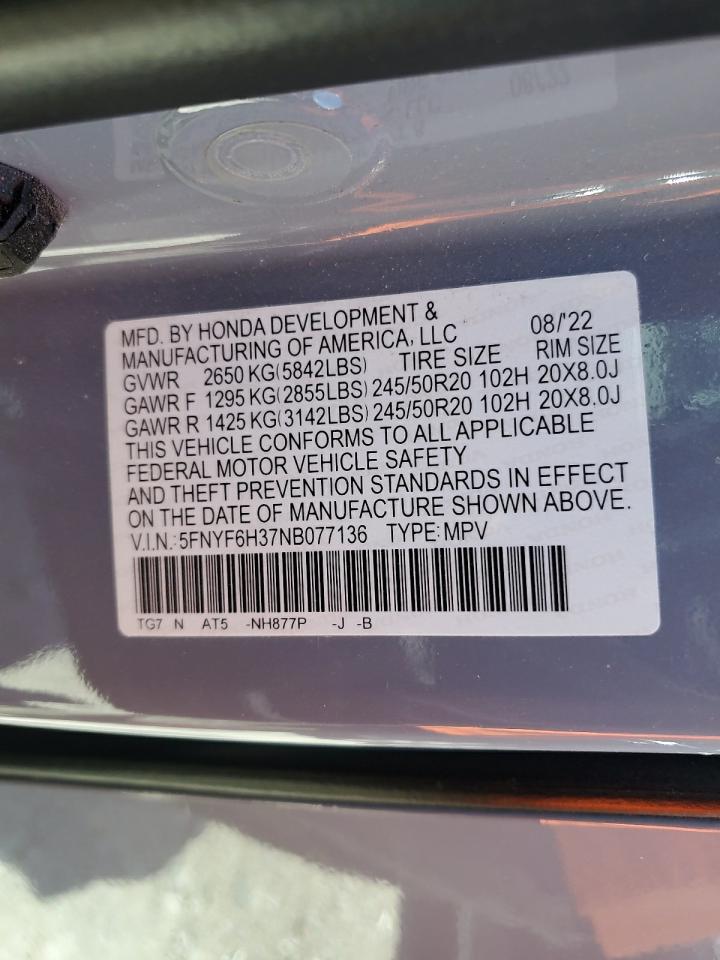 MFD. BY HONDA DEVELOPMENT & 08/'22
MANUFACTURING OF AMERICA, LLC
GVWR 2650 KG(5842LBS) TIRE SIZE RIM SIZE
GAWR F 1295 KG(2855LBS) 245/50R20 102H 20X8.0J
GAWR R 1425 KG(3142LBS) 245/50R20 102H 20X8.0J
THIS VEHICLE CONFORMS TO ALL APPLICABLE
FEDERAL MOTOR VEHICLE SAFETY
AND THEFT PREVENTION STANDARDS IN EFFECT
ON THE DATE OF MANUFACTURE SHOWN ABOVE.
V.I.N.:5FNYF6H37NB077136 TYPE:MPV
TG7 N AT5 -NH877P -J -B